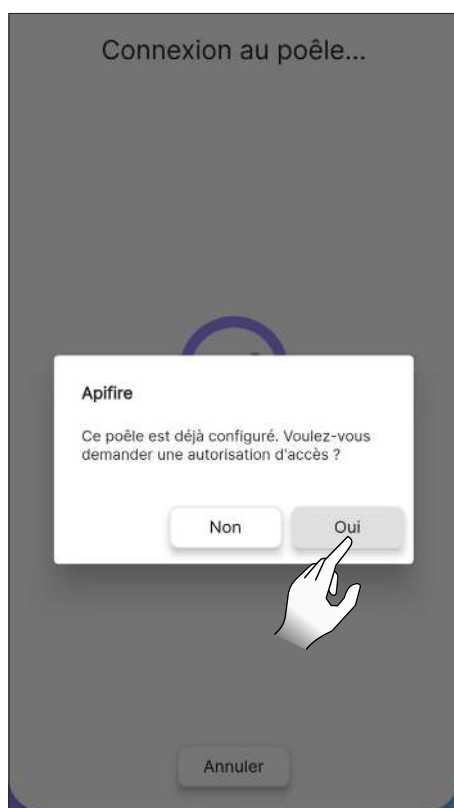 Connexion au poêle...
Apifire
Ce poêle est déjà configuré. Voulez-vous
demander une autorisation d'accès ?
Non
Oui
Annuler